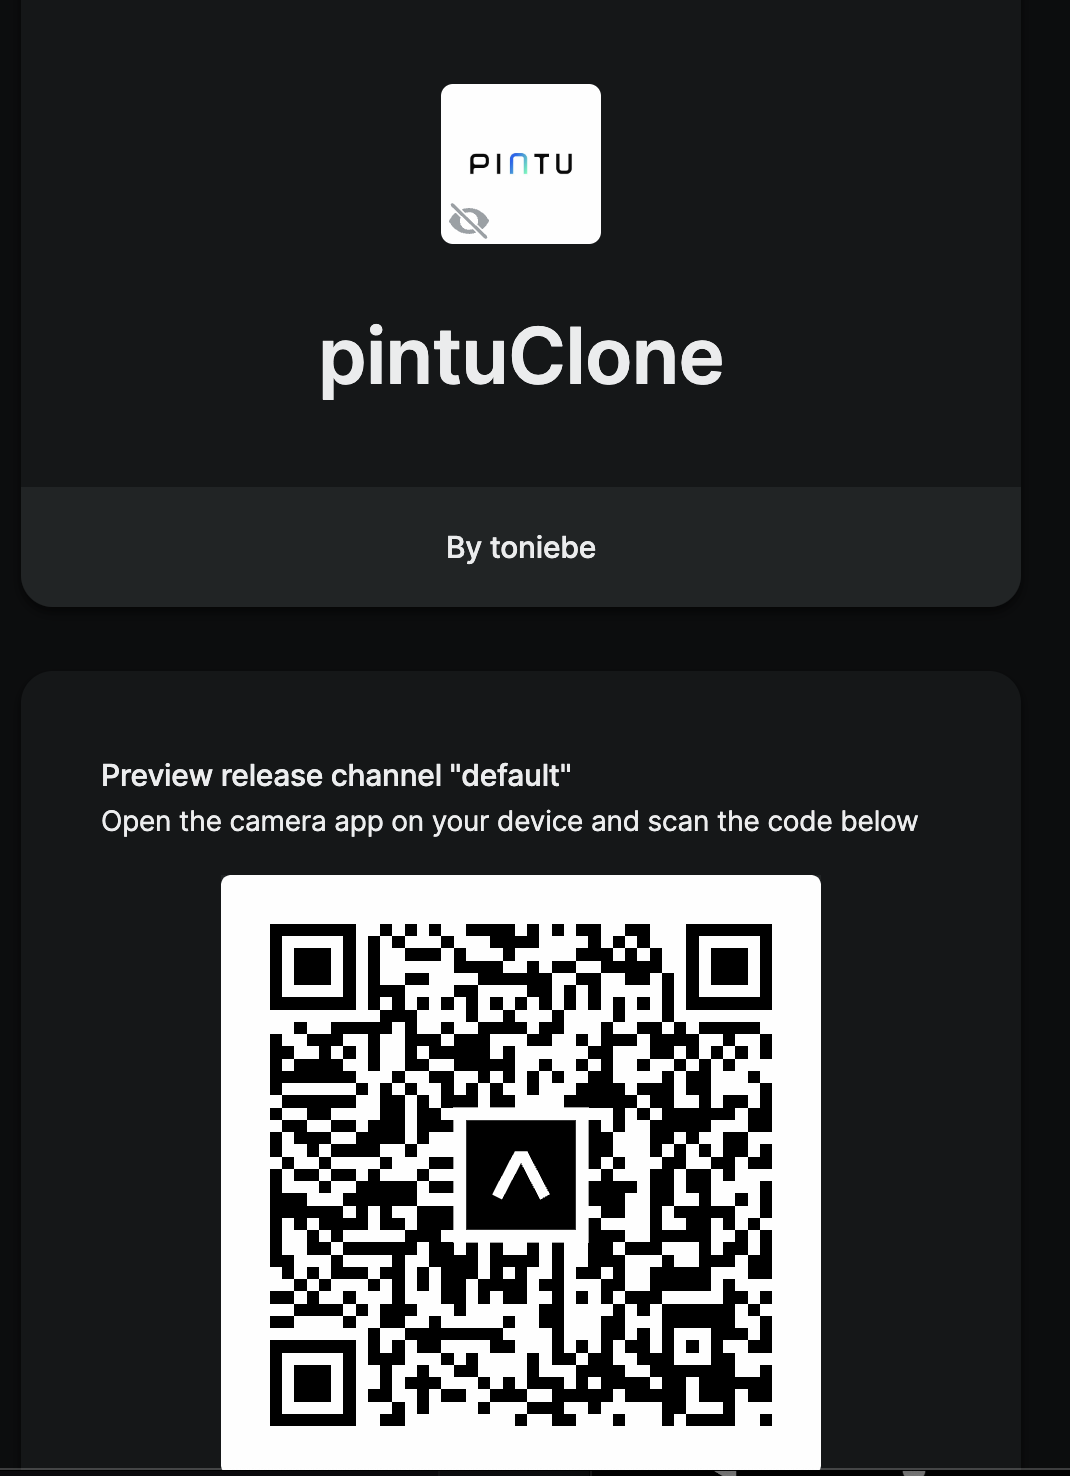 PINTU
pintuClone
By toniebe
Preview release channel "default"
Open the camera app on your device and scan the code below